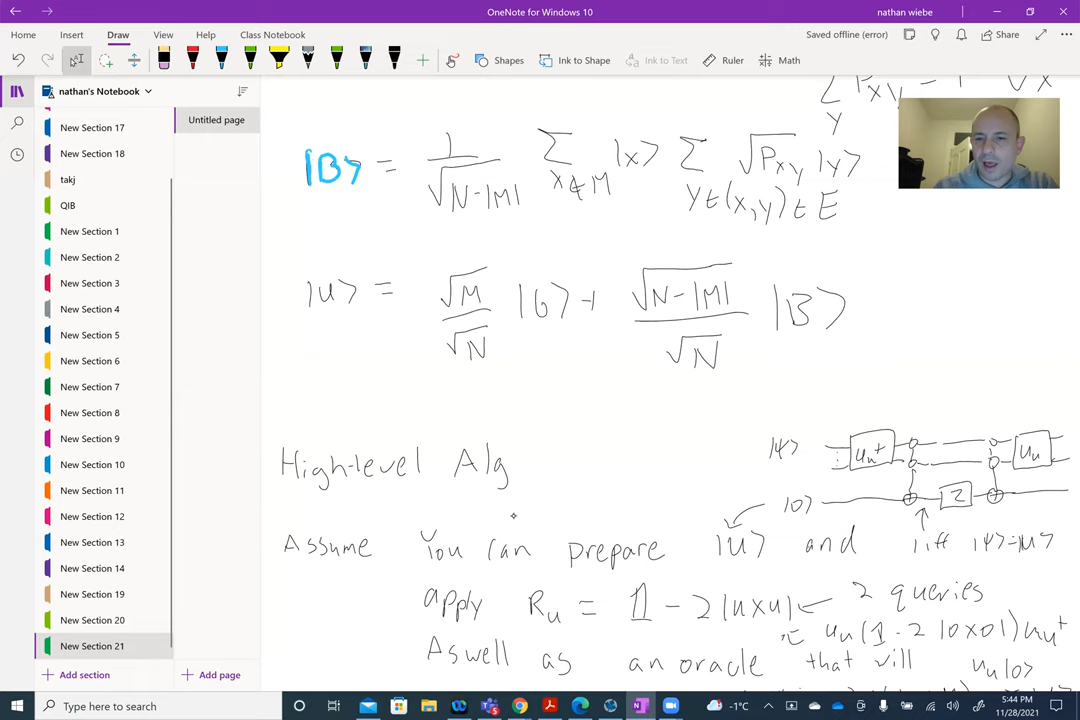 OneNote for Windows 10
nathan wiebe
Home Insert Draw View Help Class Notebook
Saved offline (error)
Share
Shapes
Ink to Shape
Ink to Text
Ruler
Math
nathan's Notebook
Untitled page
New Section 17
New Section 18
takj
QIB
New Section 1
New Section 2
New Section 3
New Section 4
New Section 5
New Section 6
New Section 7
New Section 8
New Section 9
New Section 10
New Section 11
New Section 12
New Section 13
New Section 14
New Section 19
New Section 20
New Section 21
Add section
Add page
∑_y P_xy = 1 ∀ x
|B> = 1/√N-|M| ∑_{x∉M} |x> ∑_{y∈(x,y)∈E} √P_xy |y>
|u> = √M/√N |G> + √N-|M|/√N |B>
High-level Alg
|ψ> u_u† u_u
|0> Z
Assume You can prepare |u> and 1 iff |ψ>=|u>
apply R_u = 1 - 2|u><u| ← 2 queries
= u_u(1-2|0><0|)u_u†
Aswell as an oracle that will u_u|0>
Type here to search
-1°C
5:44 PM
11/28/2021